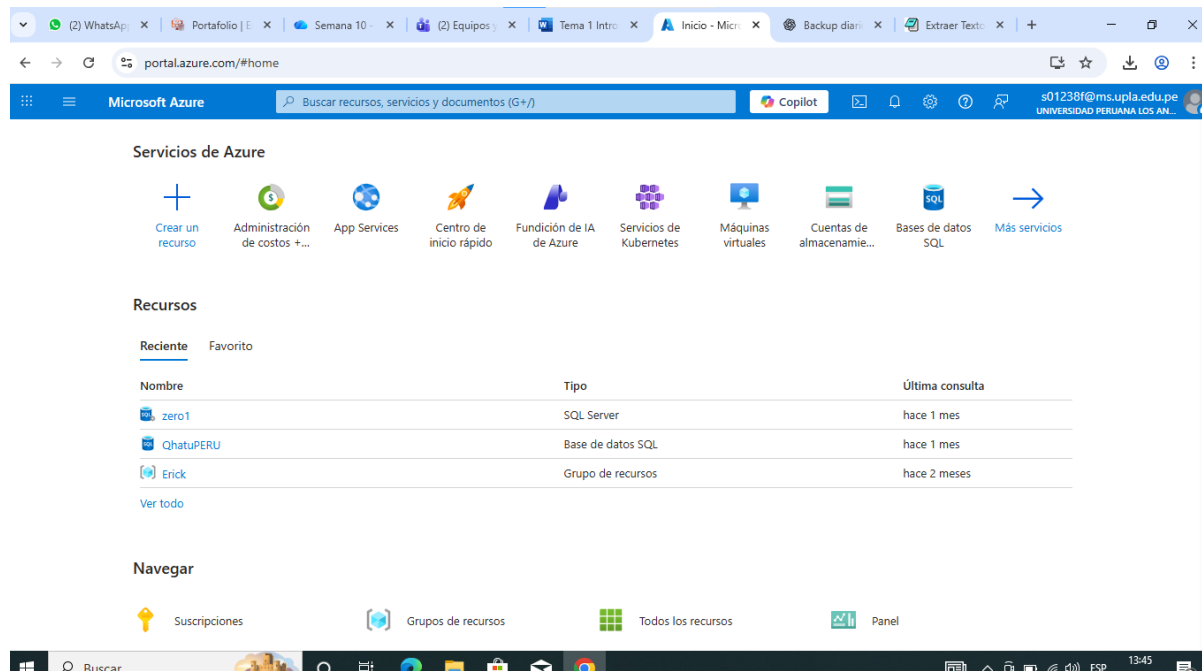 (2) WhatsAp
Portafolio | E
Semana 10 -
(2) Equipos y
Tema 1 Intro
Inicio - Micro
Backup diari
Extraer Texto
portal.azure.com/#home
Microsoft Azure
Buscar recursos, servicios y documentos (G+/)
Copilot
s01238f@ms.upla.edu.pe
UNIVERSIDAD PERUANA LOS AN...
Servicios de Azure
Crear un
recurso
Administración
de costos +...
App Services
Centro de
inicio rápido
Fundición de IA
de Azure
Servicios de
Kubernetes
Máquinas
virtuales
Cuentas de
almacenamie...
SQL
Bases de datos
SQL
Más servicios
Recursos
Reciente Favorito
Nombre Tipo Última consulta
zero1 SQL Server hace 1 mes
QhatuPERU Base de datos SQL hace 1 mes
Erick Grupo de recursos hace 2 meses
Ver todo
Navegar
Suscripciones Grupos de recursos Todos los recursos Panel
Buscar
ESP
13:45